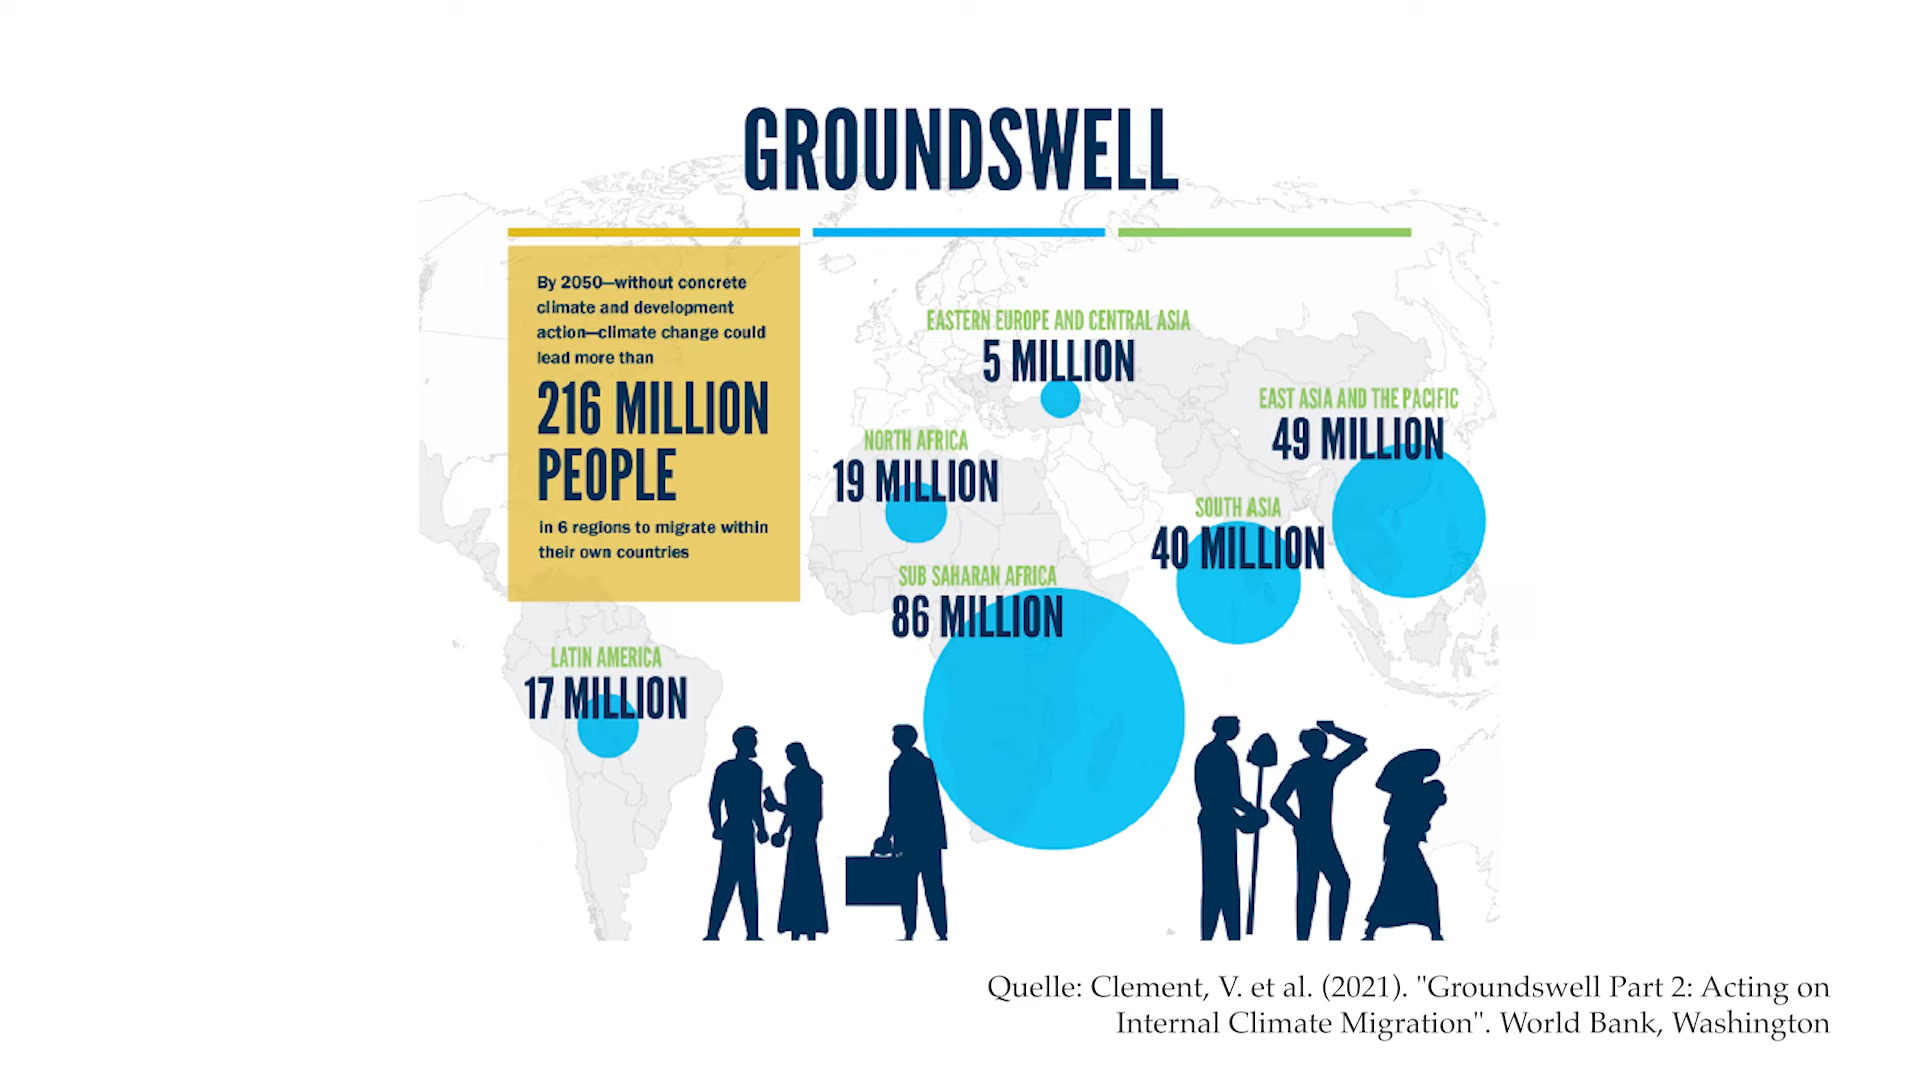 GROUNDSWELL
By 2050—without concrete
climate and development
action—climate change could
lead more than
216 MILLION
PEOPLE
in 6 regions to migrate within
their own countries
EASTERN EUROPE AND CENTRAL ASIA
5 MILLION
EAST ASIA AND THE PACIFIC
49 MILLION
NORTH AFRICA
19 MILLION
SOUTH ASIA
40 MILLION
SUB SAHARAN AFRICA
86 MILLION
LATIN AMERICA
17 MILLION
Quelle: Clement, V. et al. (2021). "Groundswell Part 2: Acting on
Internal Climate Migration". World Bank, Washington